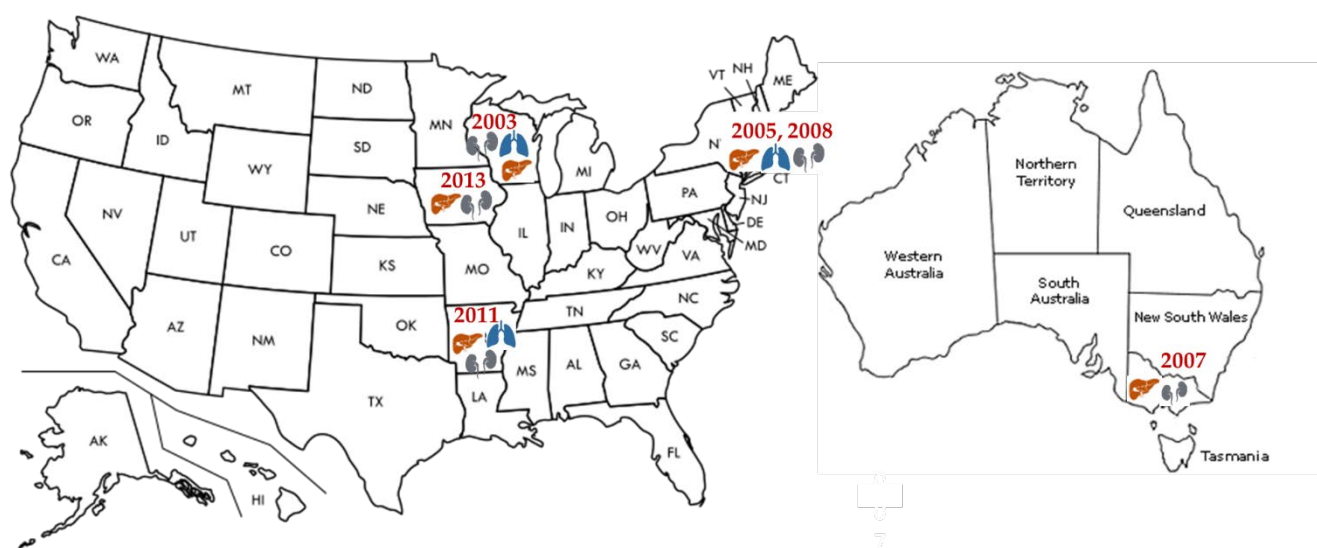 WA
OR
ID
MT
WY
ND
SD
NE
MN
2003
2013
CA
NV
UT
CO
KS
MO
IL
IN
MI
OH
WV
KY
VA
PA
VT
NH
ME
2005, 2008
CT
NJ
DE
MD
AZ
NM
OK
2011
TN
NC
SC
TX
LA
MS
AL
GA
FL
AK
HI
Northern
Territory
Queensland
Western
Australia
South
Australia
New South Wales
2007
Tasmania